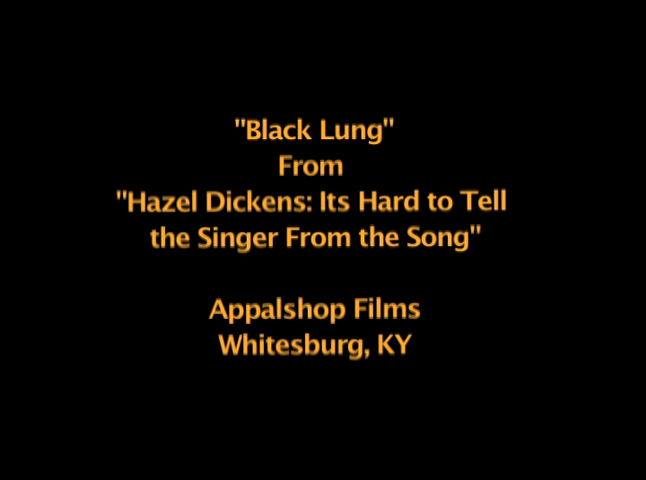 "Black Lung"
From
"Hazel Dickens: Its Hard to Tell
the Singer From the Song"
Appalshop Films
Whitesburg, KY